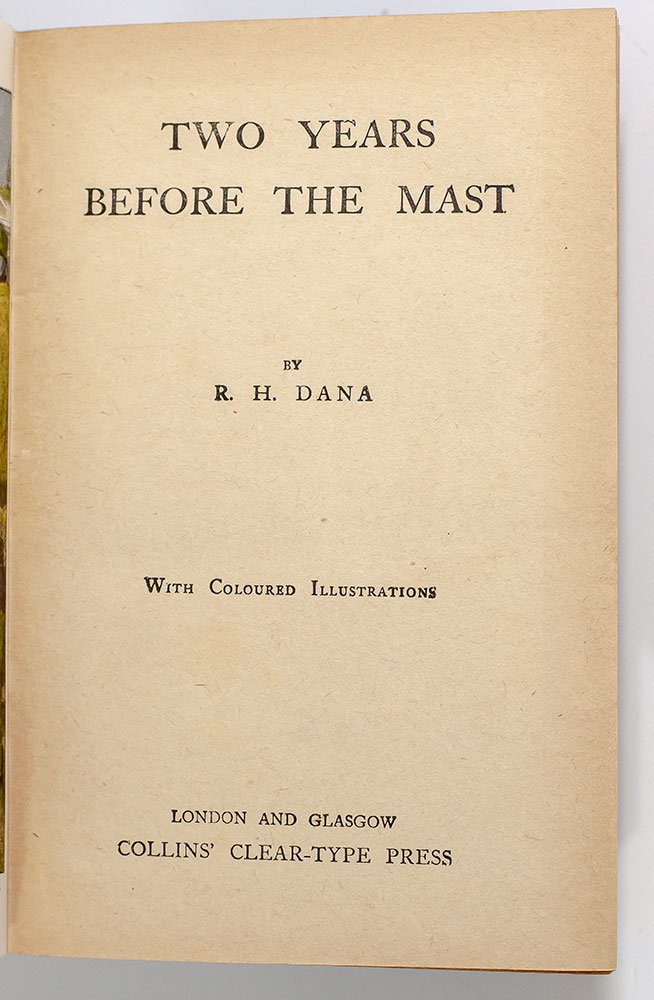 TWO YEARS
BEFORE THE MAST
BY
R. H. DANA
With Coloured Illustrations
LONDON AND GLASGOW
COLLINS' CLEAR-TYPE PRESS